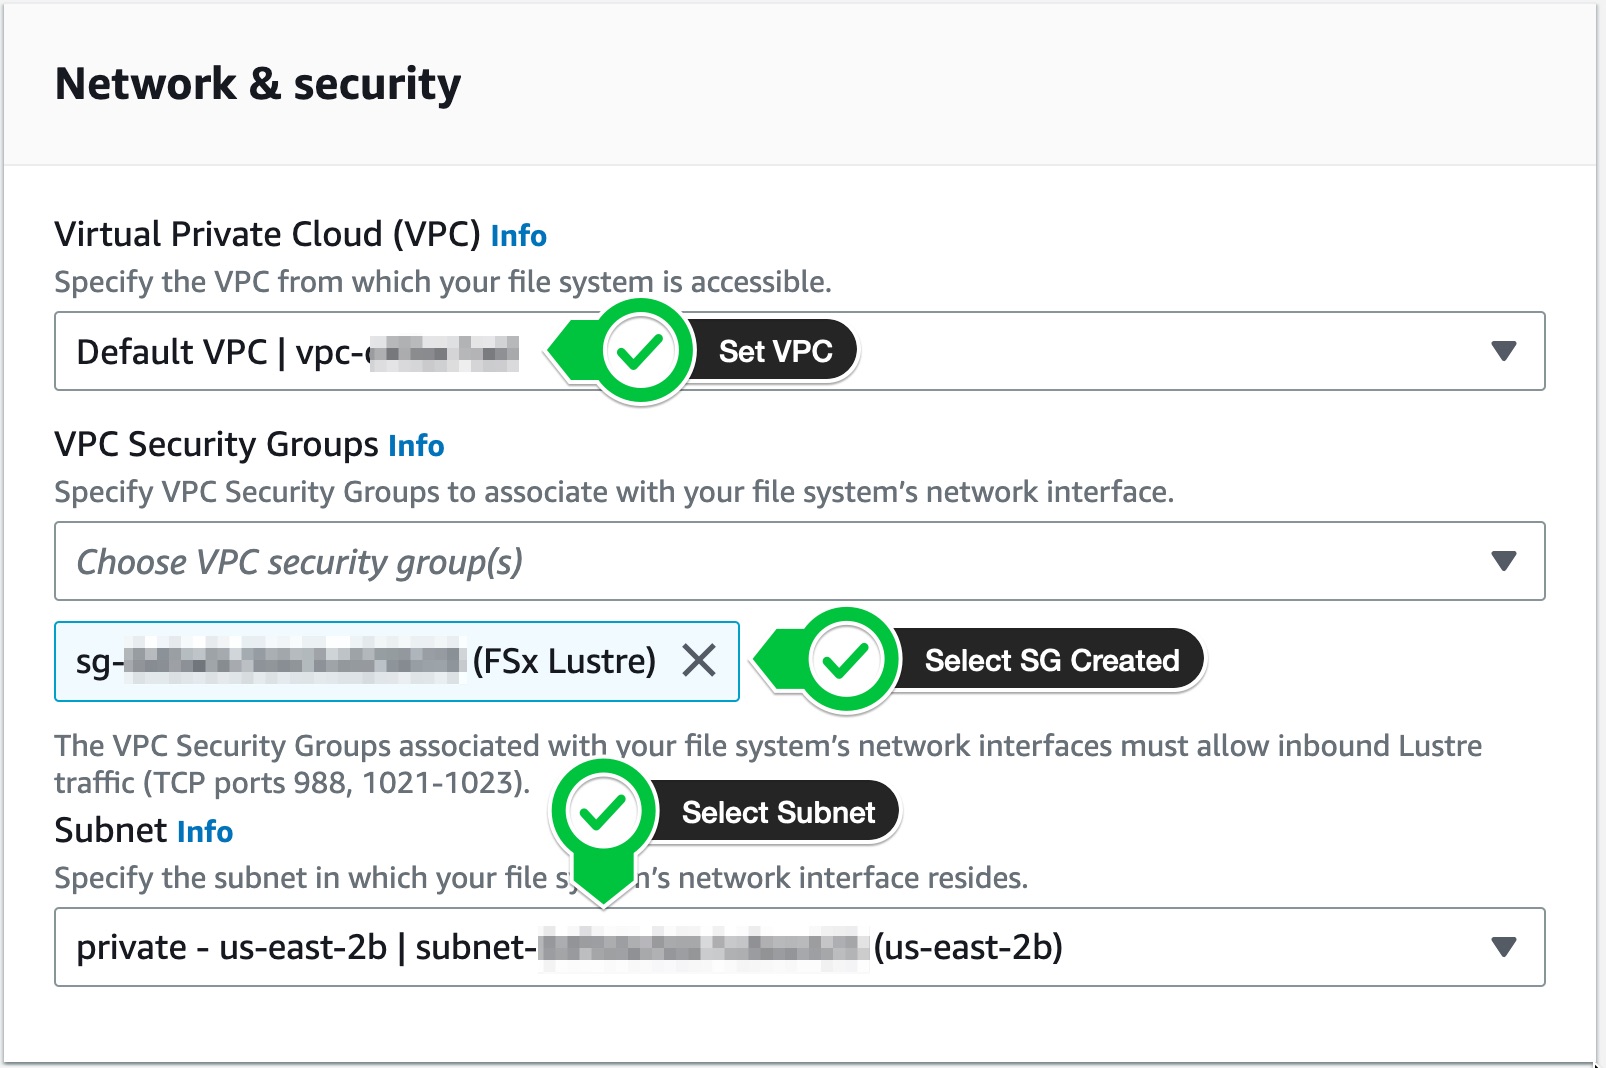 Network & security
Virtual Private Cloud (VPC) Info
Specify the VPC from which your file system is accessible.
Default VPC | vpc-
Set VPC
VPC Security Groups Info
Specify VPC Security Groups to associate with your file system's network interface.
Choose VPC security group(s)
sg- (FSx Lustre)
Select SG Created
The VPC Security Groups associated with your file system's network interfaces must allow inbound Lustre
traffic (TCP ports 988, 1021-1023).
Select Subnet
Subnet Info
Specify the subnet in which your file network interface resides.
private - us-east-2b | subnet- (us-east-2b)